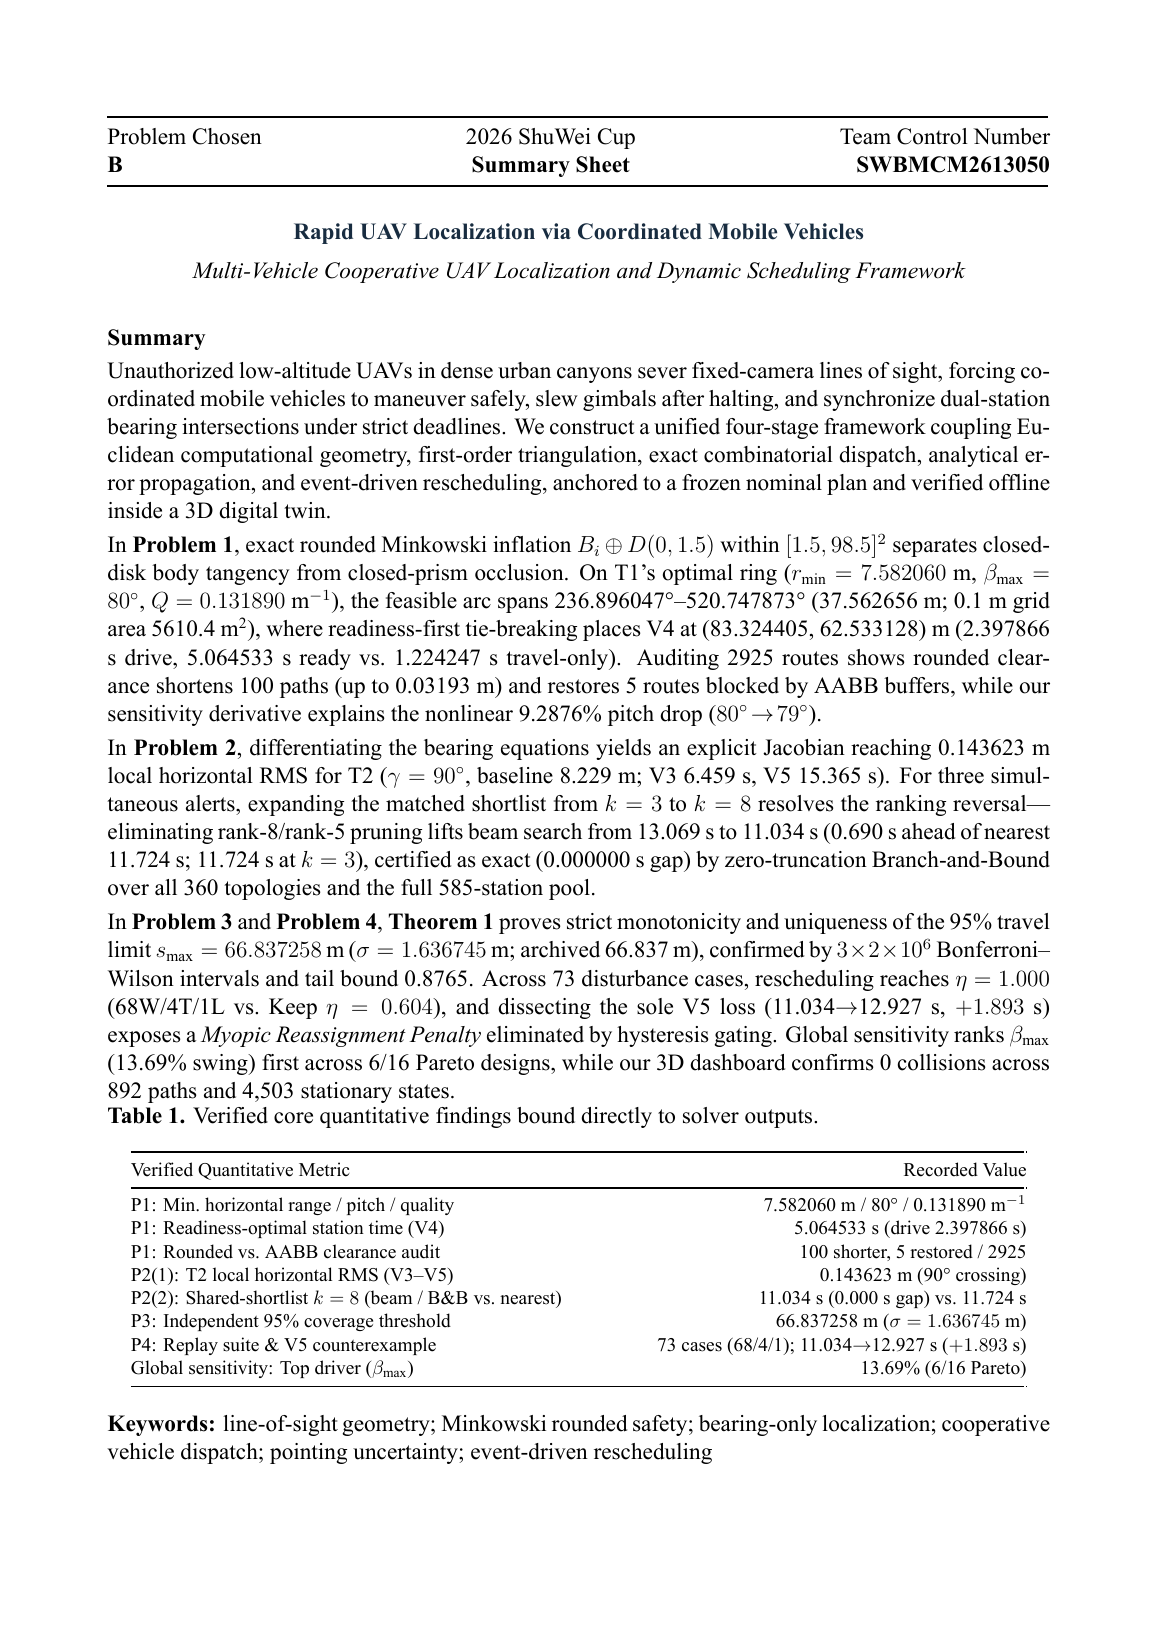 Problem Chosen
2026 ShuWei Cup
Team Control Number
B
Summary Sheet
SWBMCM2613050
Rapid UAV Localization via Coordinated Mobile Vehicles
Multi-Vehicle Cooperative UAV Localization and Dynamic Scheduling Framework
Summary
Unauthorized low-altitude UAVs in dense urban canyons sever fixed-camera lines of sight, forcing co-
ordinated mobile vehicles to maneuver safely, slew gimbals after halting, and synchronize dual-station
bearing intersections under strict deadlines. We construct a unified four-stage framework coupling Eu-
clidean computational geometry, first-order triangulation, exact combinatorial dispatch, analytical er-
ror propagation, and event-driven rescheduling, anchored to a frozen nominal plan and verified offline
inside a 3D digital twin.
In Problem 1, exact rounded Minkowski inflation B_i ⊕ D(0, 1.5) within [1.5, 98.5]² separates closed-
disk body tangency from closed-prism occlusion. On T1's optimal ring (r_min = 7.582060 m, β_max =
80°, Q = 0.131890 m⁻¹), the feasible arc spans 236.896047°–520.747873° (37.562656 m; 0.1 m grid
area 5610.4 m²), where readiness-first tie-breaking places V4 at (83.324405, 62.533128) m (2.397866
s drive, 5.064533 s ready vs. 1.224247 s travel-only). Auditing 2925 routes shows rounded clear-
ance shortens 100 paths (up to 0.03193 m) and restores 5 routes blocked by AABB buffers, while our
sensitivity derivative explains the nonlinear 9.2876% pitch drop (80°→79°).
In Problem 2, differentiating the bearing equations yields an explicit Jacobian reaching 0.143623 m
local horizontal RMS for T2 (γ = 90°, baseline 8.229 m; V3 6.459 s, V5 15.365 s). For three simul-
taneous alerts, expanding the matched shortlist from k = 3 to k = 8 resolves the ranking reversal—
eliminating rank-8/rank-5 pruning lifts beam search from 13.069 s to 11.034 s (0.690 s ahead of nearest
11.724 s; 11.724 s at k = 3), certified as exact (0.000000 s gap) by zero-truncation Branch-and-Bound
over all 360 topologies and the full 585-station pool.
In Problem 3 and Problem 4, Theorem 1 proves strict monotonicity and uniqueness of the 95% travel
limit s_max = 66.837258 m (σ = 1.636745 m; archived 66.837 m), confirmed by 3×2×10⁶ Bonferroni–
Wilson intervals and tail bound 0.8765. Across 73 disturbance cases, rescheduling reaches η = 1.000
(68W/4T/1L vs. Keep η = 0.604), and dissecting the sole V5 loss (11.034→12.927 s, +1.893 s)
exposes a Myopic Reassignment Penalty eliminated by hysteresis gating. Global sensitivity ranks β_max
(13.69% swing) first across 6/16 Pareto designs, while our 3D dashboard confirms 0 collisions across
892 paths and 4,503 stationary states.
Table 1. Verified core quantitative findings bound directly to solver outputs.
Verified Quantitative Metric Recorded Value
P1: Min. horizontal range / pitch / quality 7.582060 m / 80° / 0.131890 m⁻¹
P1: Readiness-optimal station time (V4) 5.064533 s (drive 2.397866 s)
P1: Rounded vs. AABB clearance audit 100 shorter, 5 restored / 2925
P2(1): T2 local horizontal RMS (V3–V5) 0.143623 m (90° crossing)
P2(2): Shared-shortlist k = 8 (beam / B&B vs. nearest) 11.034 s (0.000 s gap) vs. 11.724 s
P3: Independent 95% coverage threshold 66.837258 m (σ = 1.636745 m)
P4: Replay suite & V5 counterexample 73 cases (68/4/1); 11.034→12.927 s (+1.893 s)
Global sensitivity: Top driver (β_max) 13.69% (6/16 Pareto)
Keywords: line-of-sight geometry; Minkowski rounded safety; bearing-only localization; cooperative
vehicle dispatch; pointing uncertainty; event-driven rescheduling